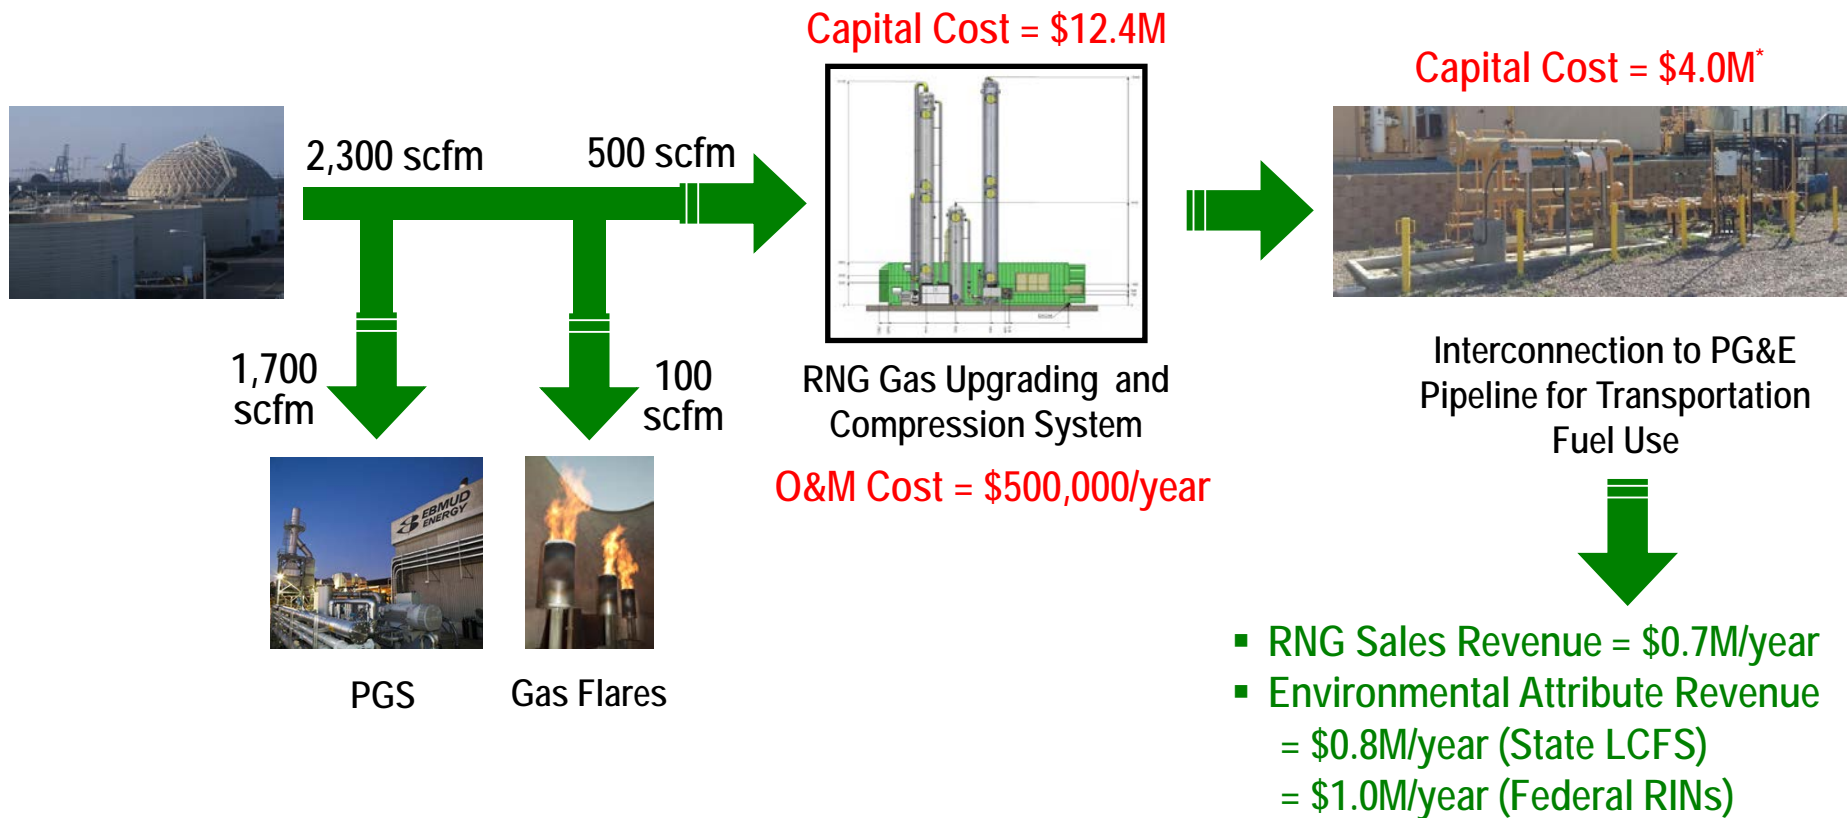 Capital Cost = $12.4M
Capital Cost = $4.0M*
2,300 scfm
500 scfm
1,700
scfm
100
scfm
EBMUD
ENERGY
PGS
Gas Flares
RNG Gas Upgrading and
Compression System
O&M Cost = $500,000/year
Interconnection to PG&E
Pipeline for Transportation
Fuel Use
▪ RNG Sales Revenue = $0.7M/year
▪ Environmental Attribute Revenue
= $0.8M/year (State LCFS)
= $1.0M/year (Federal RINs)